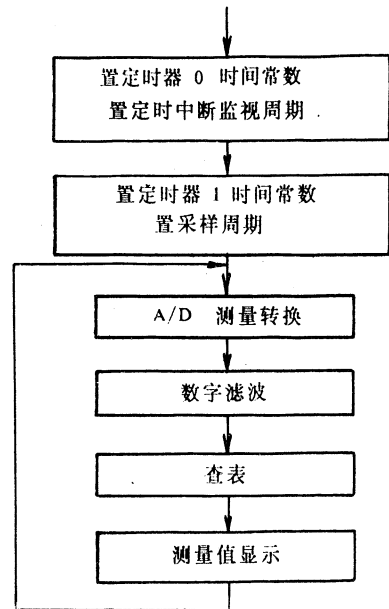 置定时器 0 时间常数
置定时中断监视周期
置定时器 1 时间常数
置采样周期
A/D 测量转换
数字滤波
查表
测量值显示